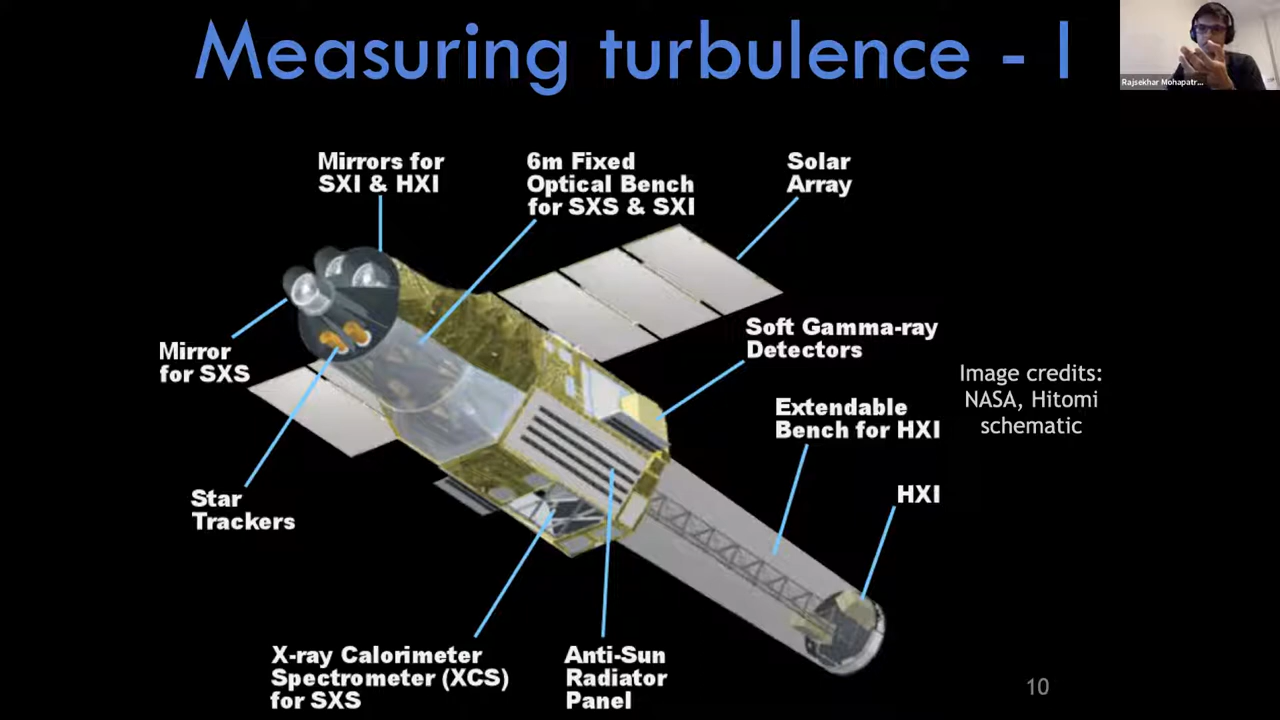 Measuring turbulence - I
Rajsekhar Mohapatr...
Mirrors for
SXI & HXI
6m Fixed
Optical Bench
for SXS & SXI
Solar
Array
Mirror
for SXS
Soft Gamma-ray
Detectors
Image credits:
NASA, Hitomi
schematic
Extendable
Bench for HXI
HXI
Star
Trackers
X-ray Calorimeter
Spectrometer (XCS)
for SXS
Anti-Sun
Radiator
Panel
10